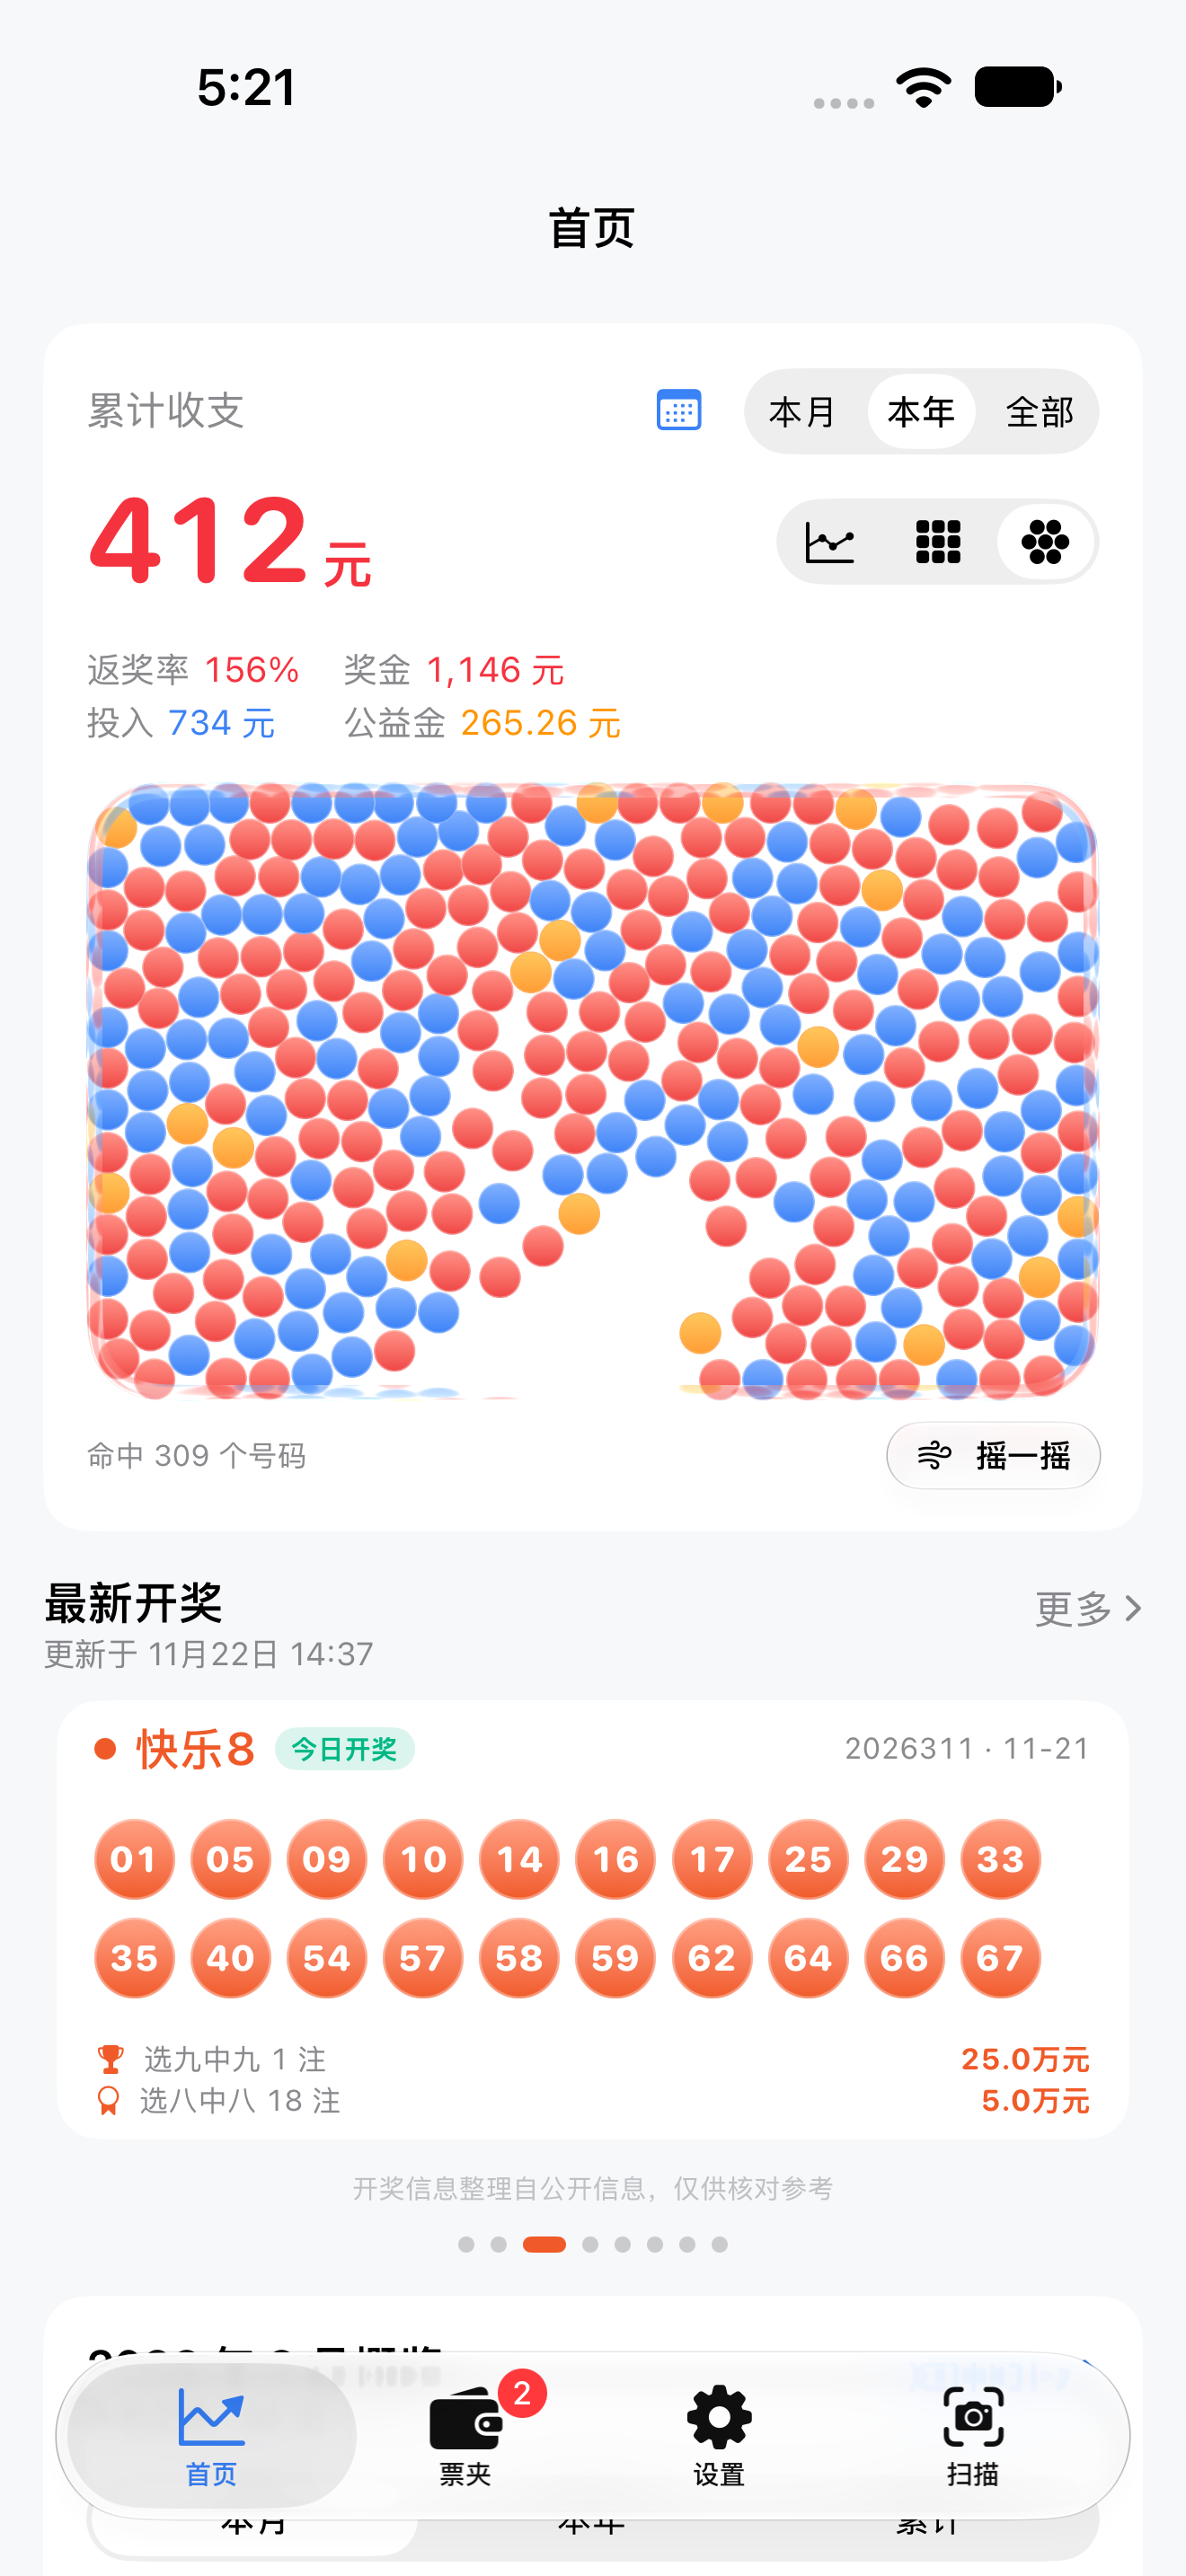 5:21
首页
累计收支
本月 本年 全部
412 元
返奖率 156% 奖金 1,146 元
投入 734 元 公益金 265.26 元
命中 309 个号码
摇一摇
最新开奖
更多
更新于 11月22日 14:37
快乐8 今日开奖 2026311 · 11-21
01 05 09 10 14 16 17 25 29 33
35 40 54 57 58 59 62 64 66 67
选九中九 1 注 25.0万元
选八中八 18 注 5.0万元
开奖信息整理自公开信息，仅供核对参考
2
首页 票夹 设置 扫描
本月 本年 累计